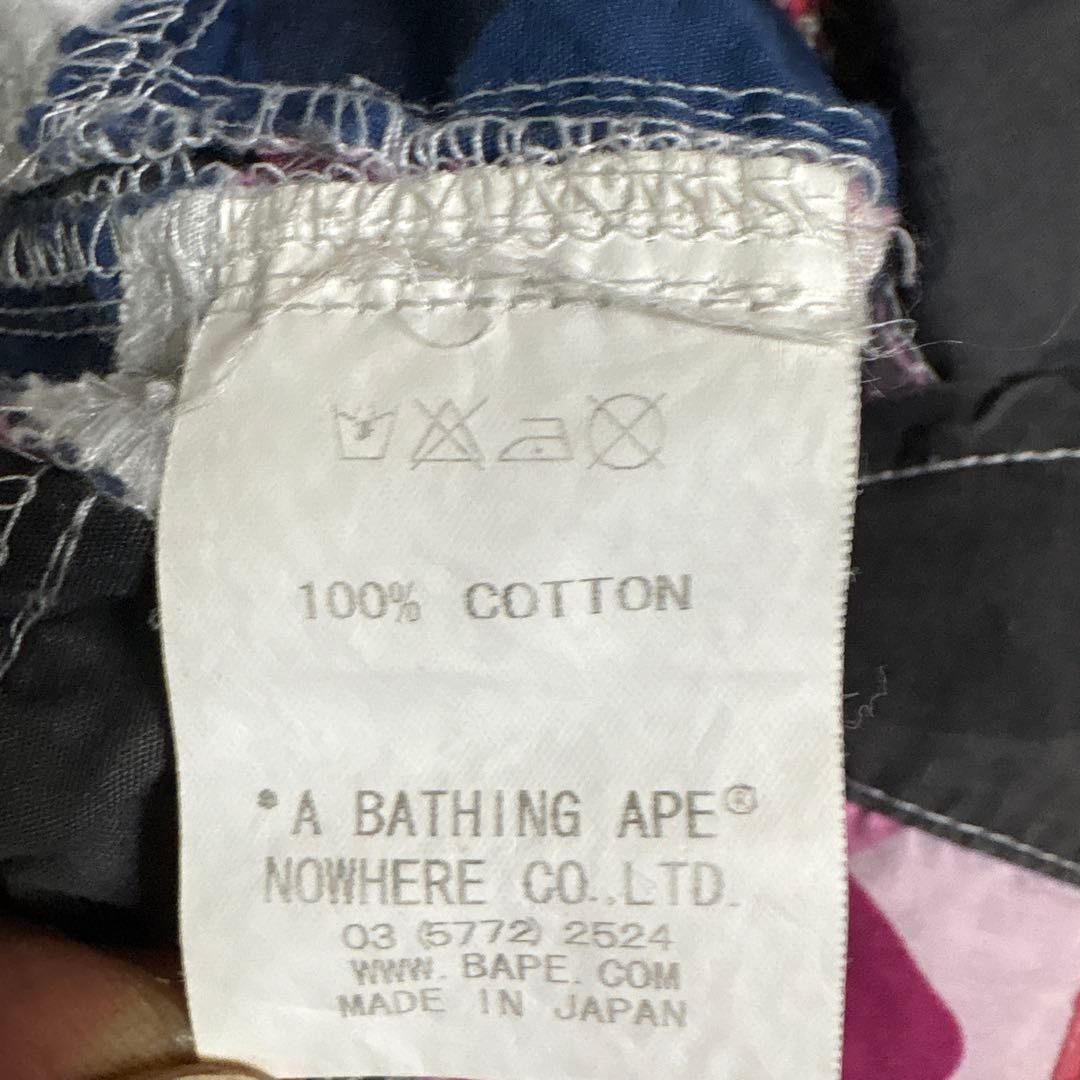 100% COTTON
*A BATHING APE®
NOWHERE CO.,LTD.
03 (5772) 2524
WWW. BAPE. COM
MADE IN JAPAN